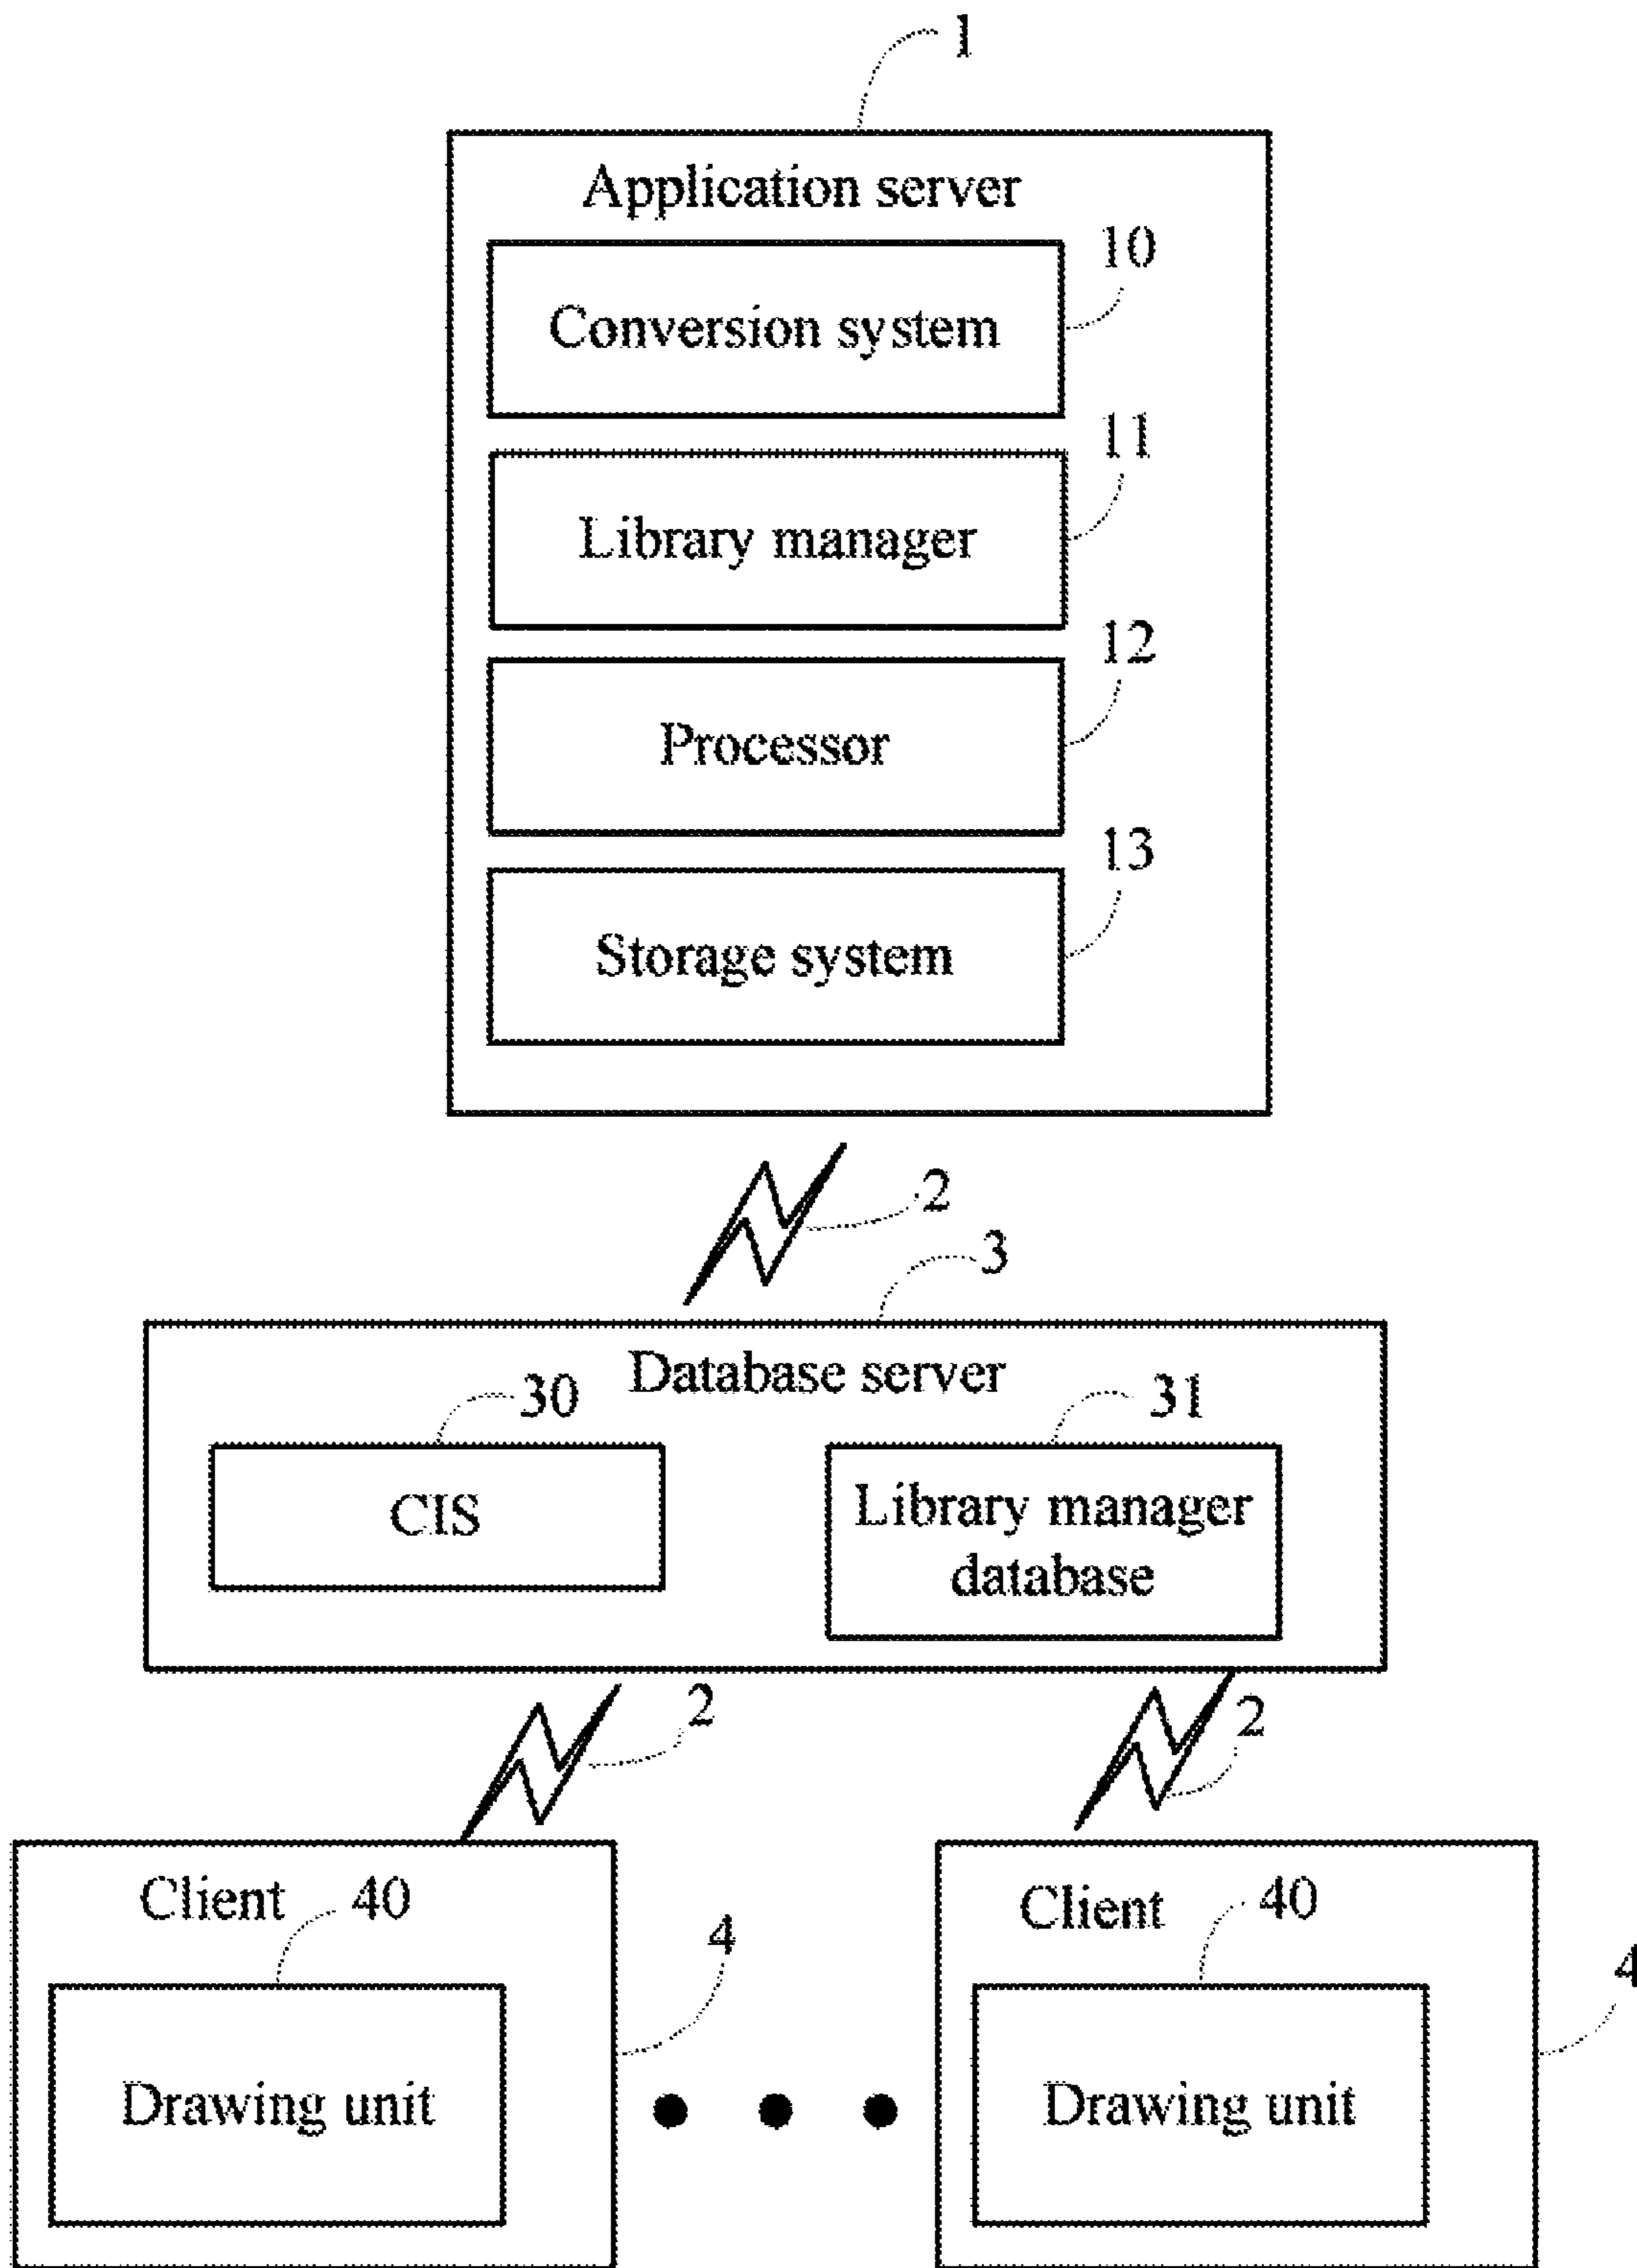 1
Application server
10
Conversion system
11
Library manager
12
Processor
13
Storage system
2
3
Database server
30
31
CIS
Library manager
database
2
2
Client
40
4
Drawing unit
Client
40
4
Drawing unit